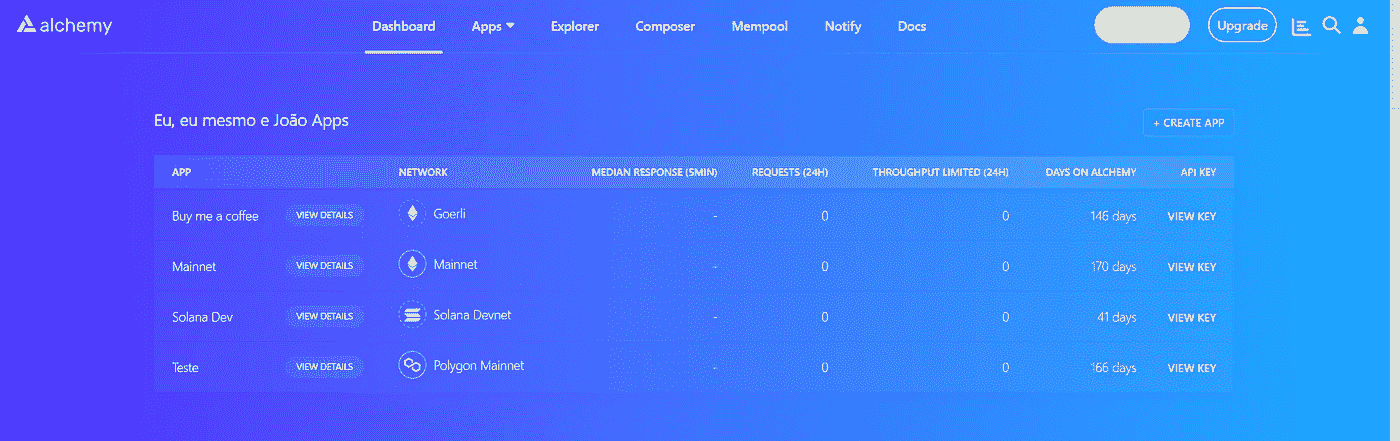 alchemy Dashboard Apps Explorer Composer Mempool Notify Docs Upgrade
Eu, eu mesmo e João Apps + CREATE APP
APP NETWORK MEDIAN RESPONSE (5MIN) REQUESTS (24H) THROUGHPUT LIMITED (24H) DAYS ON ALCHEMY API KEY
Buy me a coffee VIEW DETAILS Goerli - 0 0 146 days VIEW KEY
Mainnet VIEW DETAILS Mainnet - 0 0 170 days VIEW KEY
Solana Dev VIEW DETAILS Solana Devnet - 0 0 41 days VIEW KEY
Teste VIEW DETAILS Polygon Mainnet - 0 0 166 days VIEW KEY